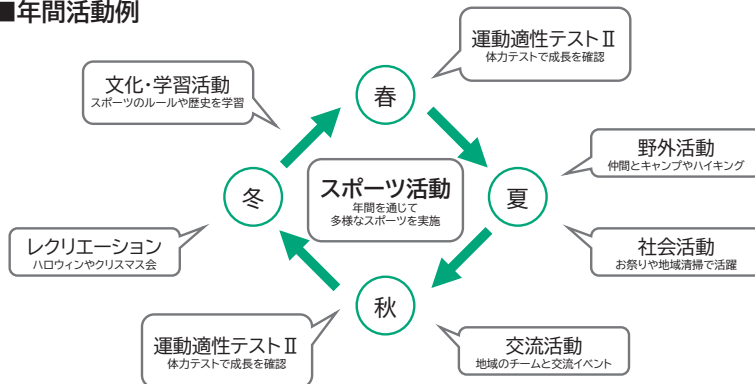 ■年間活動例
運動適性テストⅡ
体力テストで成長を確認
文化・学習活動
スポーツのルールや歴史を学習
春
野外活動
仲間とキャンプやハイキング
スポーツ活動
年間を通じて
多様なスポーツを実施
冬
夏
レクリエーション
ハロウィンやクリスマス会
社会活動
お祭りや地域清掃で活躍
秋
運動適性テストⅡ
体力テストで成長を確認
交流活動
地域のチームと交流イベント